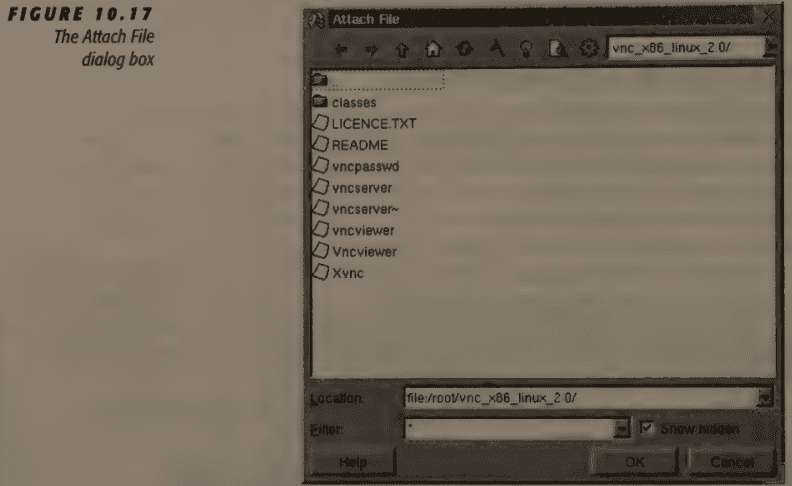 FIGURE 10.17
The Attach File
dialog box
Attach File
vnc_x86_linux_2.0/
..
classes
LICENCE.TXT
README
vncpasswd
vncserver
vncserver~
vncviewer
Vncviewer
Xvnc
Location: file:/root/vnc_x86_linux_2.0/
Filter: * Show hidden
Help OK Cancel